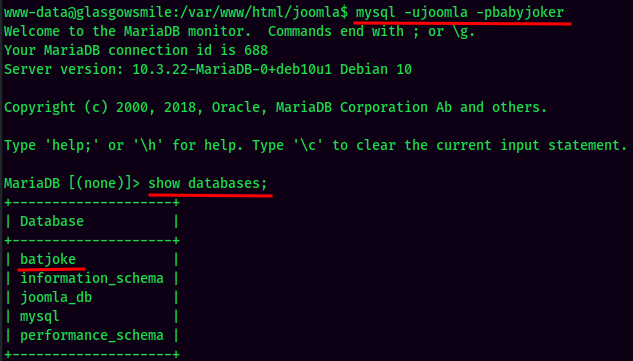 www-data@glasgowsmile:/var/www/html/joomla$ mysql -ujoomla -pbabyjoker
Welcome to the MariaDB monitor.  Commands end with ; or \g.
Your MariaDB connection id is 688
Server version: 10.3.22-MariaDB-0+deb10u1 Debian 10

Copyright (c) 2000, 2018, Oracle, MariaDB Corporation Ab and others.

Type 'help;' or '\h' for help. Type '\c' to clear the current input statement.

MariaDB [(none)]> show databases;
+--------------------+
| Database           |
+--------------------+
| batjoke            |
| information_schema |
| joomla_db          |
| mysql              |
| performance_schema |
+--------------------+